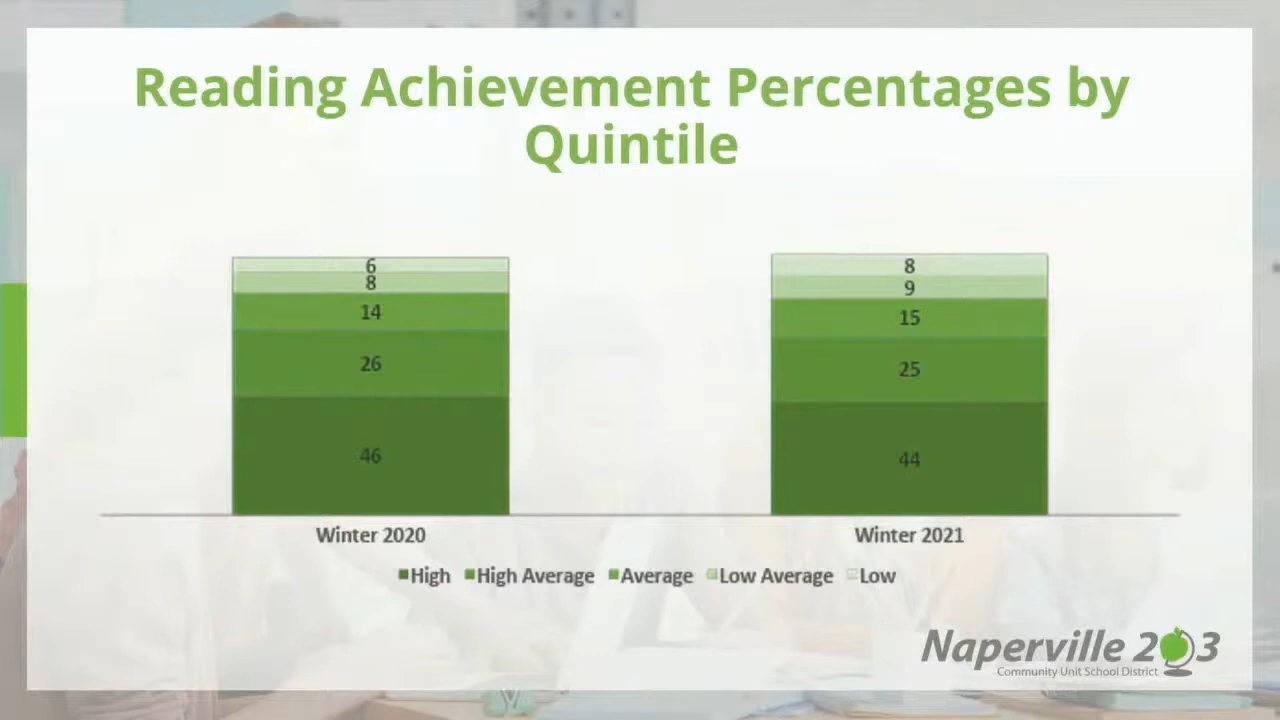 Reading Achievement Percentages by
Quintile
6
8
14
26
46
8
9
15
25
44
Winter 2020
Winter 2021
High High Average Average Low Average Low
Naperville 203
Community Unit School District